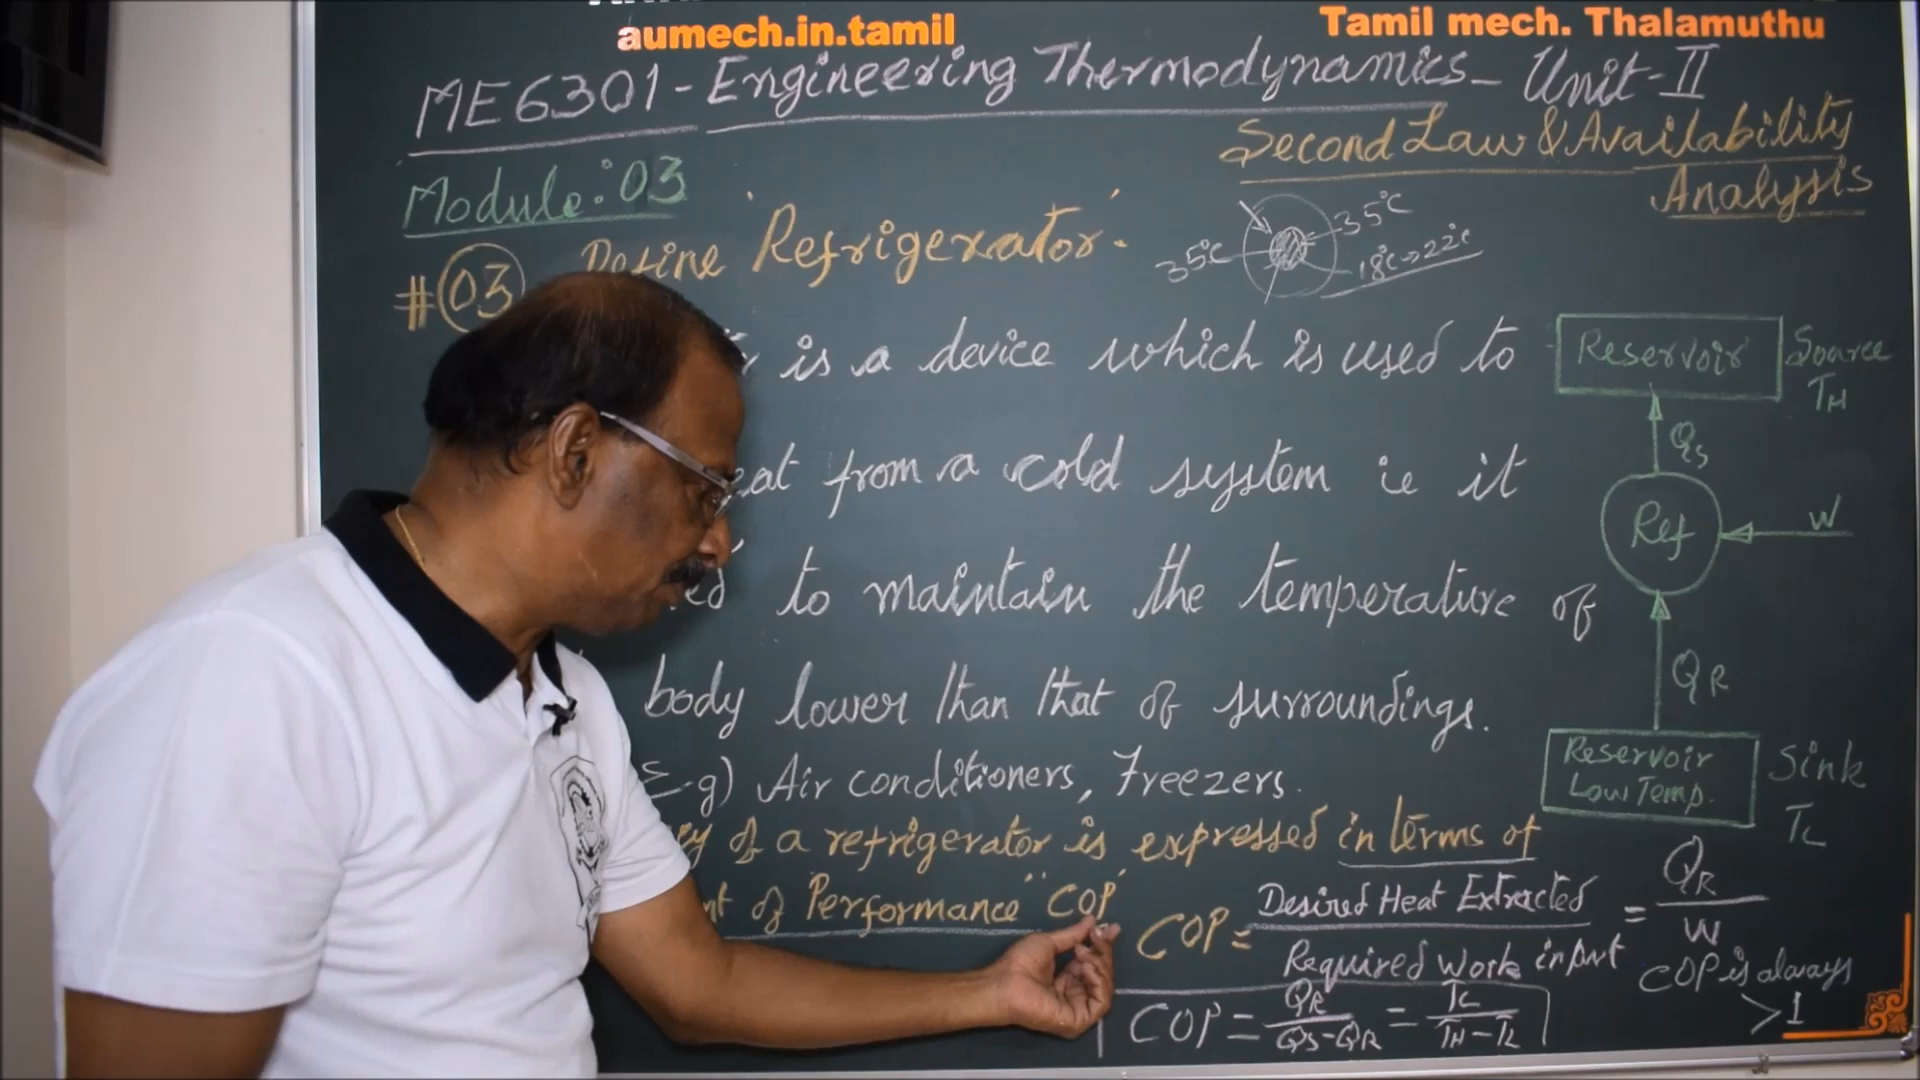 aumech.in.tamil
Tamil mech. Thalamuthu
ME6301 - Engineering Thermodynamics - Unit - II
Second Law & Availability
Analysis
Module: 03
#03 Define 'Refrigerator'.
35°C
35°C
18°C → 22°C
is a device which is used to
from a cold system ie it
to maintain the temperature of
body lower than that of surroundings.
E.g) Air conditioners, Freezers.
of a refrigerator is expressed in terms of
of Performance "COP"
COP = Desired Heat Extracted / Required Work input = QR / W
COP is always
>1
COP = QR / QS-QR = TL / TH-TL
Reservoir
Source
TH
QS
Ref
W
QR
Reservoir
Low Temp.
Sink
TL